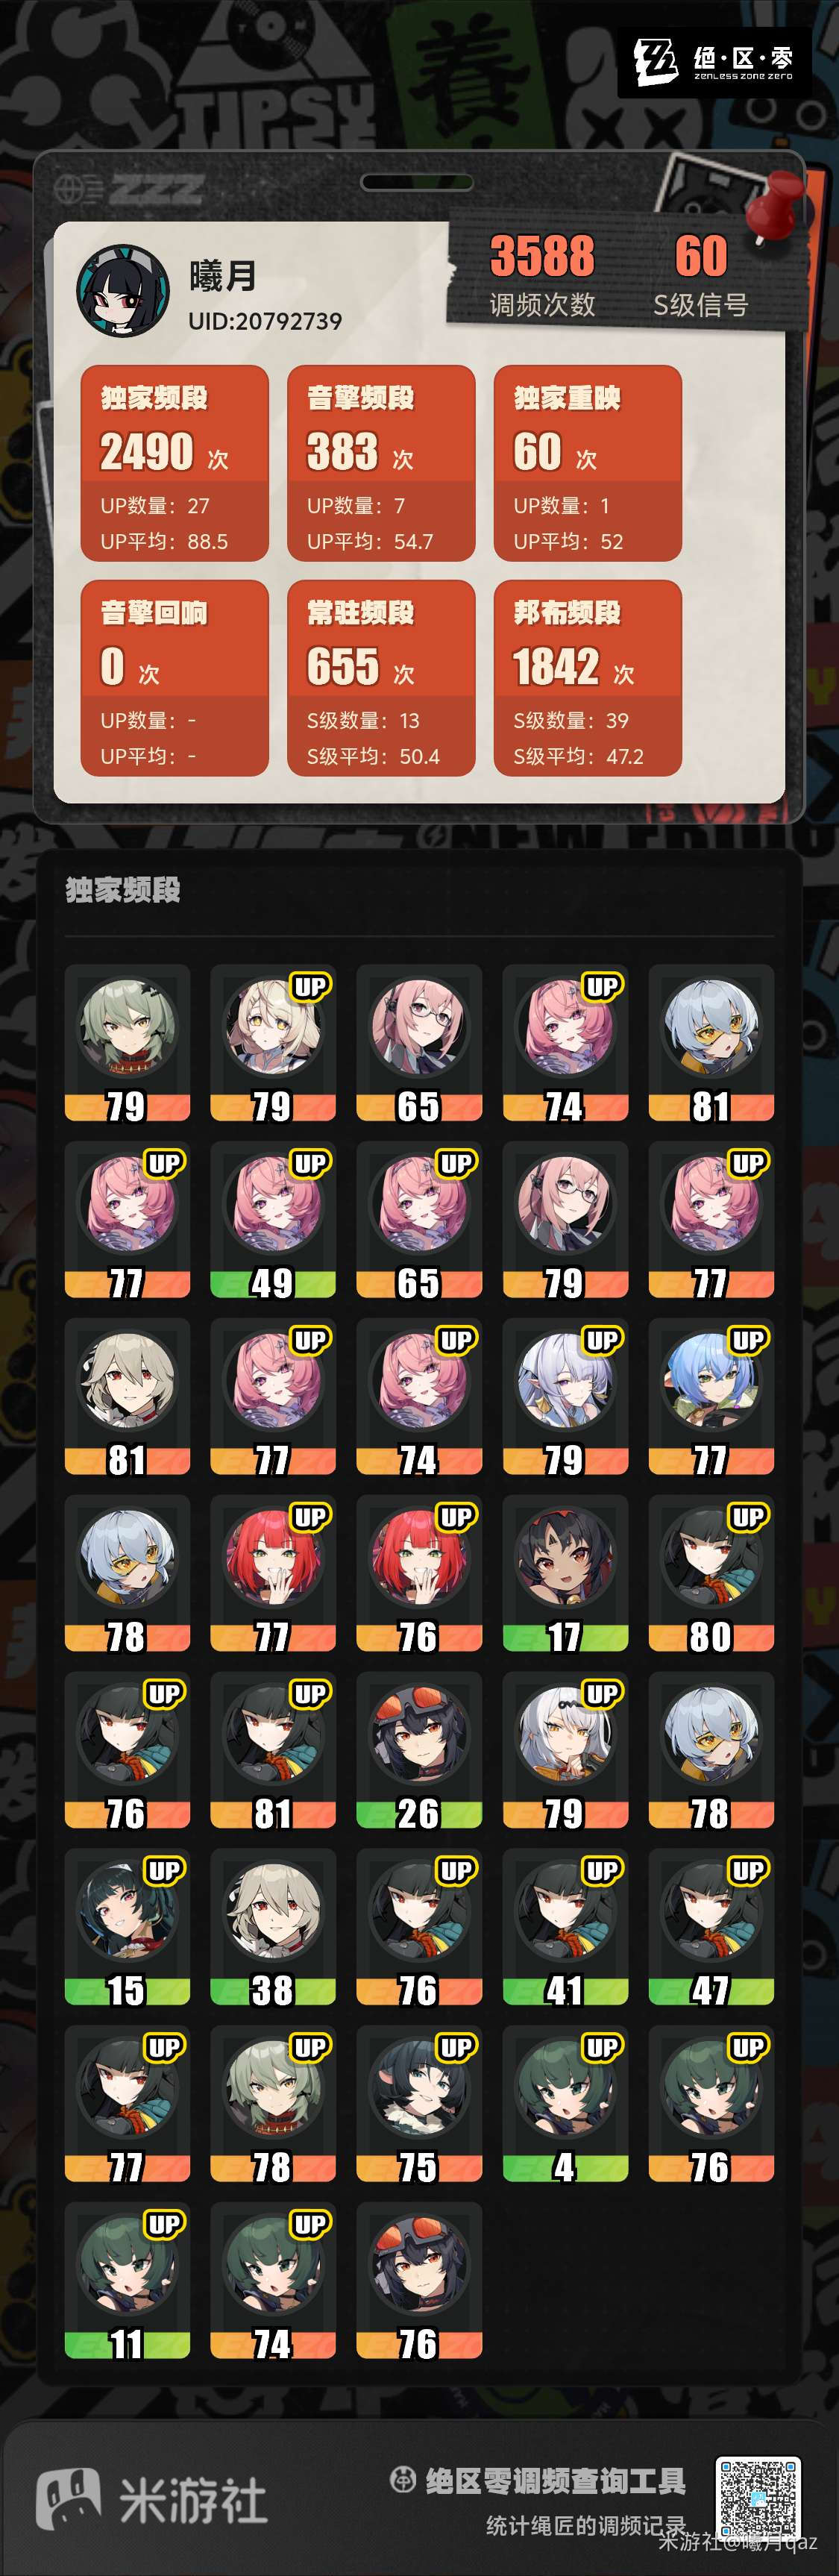 TIPSY
養
绝·区·零
ZENLESS ZONE ZERO
ZZZ
曦月
UID:20792739
3588
60
调频次数
S级信号
独家频段
2490 次
UP数量：27
UP平均：88.5
音擎频段
383 次
UP数量：7
UP平均：54.7
独家重映
60 次
UP数量：1
UP平均：52
音擎回响
0 次
UP数量：-
UP平均：-
常驻频段
655 次
S级数量：13
S级平均：50.4
邦布频段
1842 次
S级数量：39
S级平均：47.2
独家频段
UP UP
79 79 65 74 81
UP UP UP UP
77 49 65 79 77
UP UP UP UP
81 77 74 79 77
UP UP UP
78 77 76 17 80
UP UP UP
76 81 26 79 78
UP UP UP UP
15 38 76 41 47
UP UP UP UP UP
77 78 75 4 76
UP UP
11 74 76
米游社
绝区零调频查询工具
统计绳匠的调频记录
米游社@曦月qaz